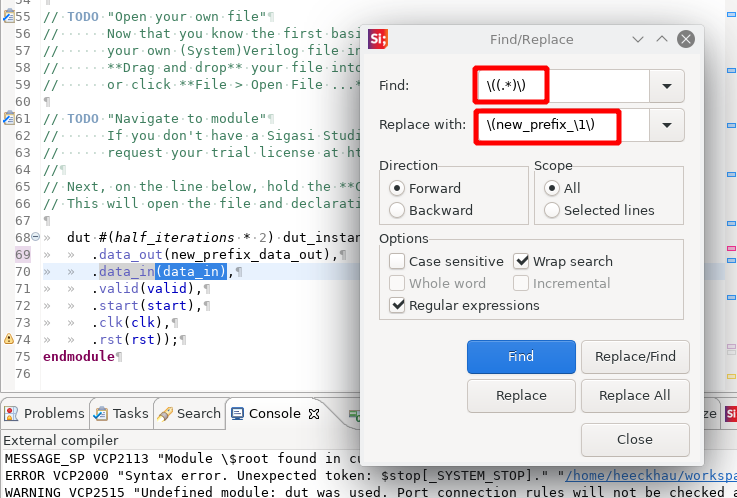 54
55 // TODO "Open your own file"¶
56 // Now that you know the first basi
57 // your own (System)Verilog file in
58 // **Drag and drop** your file into
59 // or click **File > Open File ...*
60 ¶
61 // TODO "Navigate to module"¶
62 // If you don't have a Sigasi Studi
63 // request your trial license at ht
64 //¶
65 // Next, on the line below, hold the **C
66 // This will open the file and declarati
67 ¶
68 » dut #(half_iterations * 2) dut_instan
69 » » .data_out(new_prefix_data_out),¶
70 » » .data_in(data_in),¶
71 » » .valid(valid),¶
72 » » .start(start),¶
73 » » .clk(clk),¶
74 » » .rst(rst));¶
75 endmodule¶
76
Si; Find/Replace
Find: \((.*)\)
Replace with: \(new_prefix_\1\)
Direction Scope
Forward All
Backward Selected lines
Options
Case sensitive Wrap search
Whole word Incremental
Regular expressions
Find Replace/Find
Replace Replace All
Close
Problems Tasks Search Console ze Si
External compiler
MESSAGE_SP VCP2113 "Module \$root found in cu
ERROR VCP2000 "Syntax error. Unexpected token: $stop[_SYSTEM_STOP]." "/home/heeckhau/workspa
WARNING VCP2515 "Undefined module: dut was used. Port connection rules will not be checked a